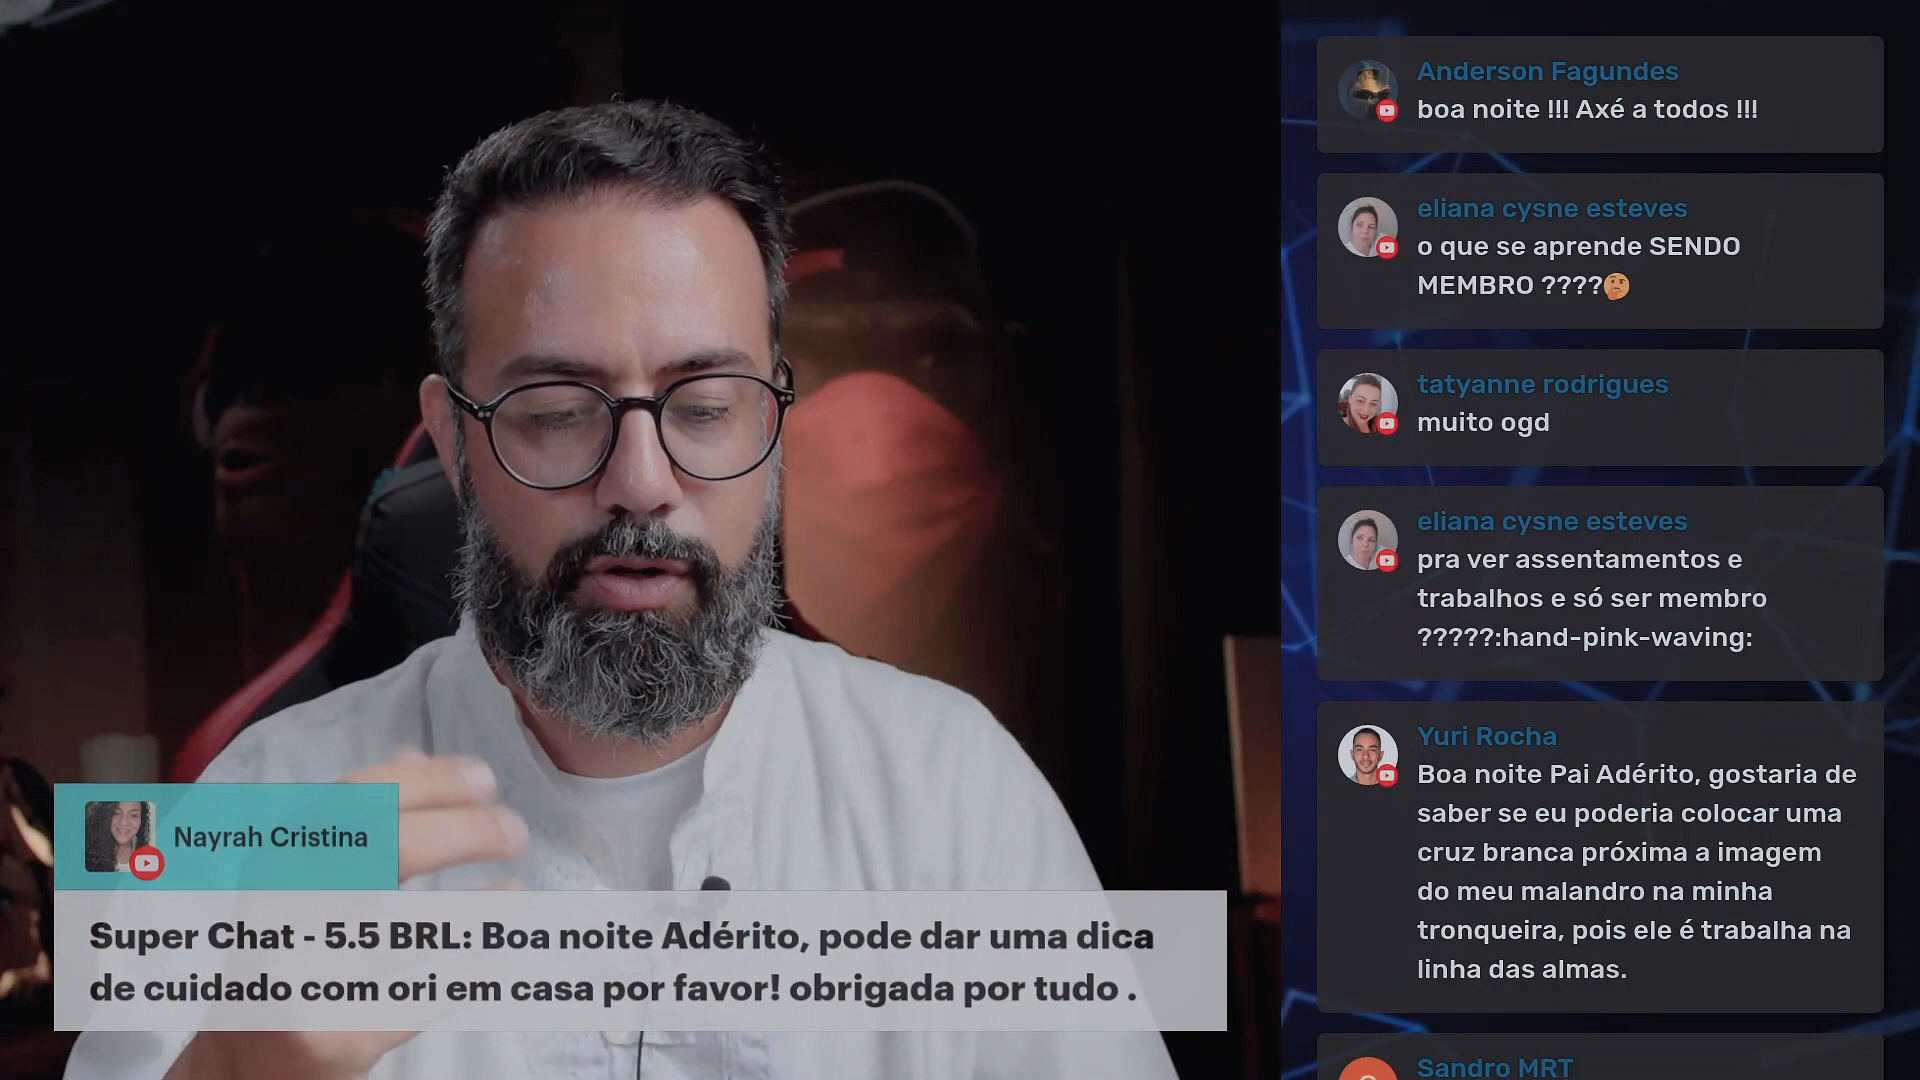 Anderson Fagundes
boa noite !!! Axé a todos !!!
eliana cysne esteves
o que se aprende SENDO
MEMBRO ????🤔
tatyanne rodrigues
muito ogd
eliana cysne esteves
pra ver assentamentos e
trabalhos e só ser membro
?????:hand-pink-waving:
Yuri Rocha
Boa noite Pai Adérito, gostaria de
saber se eu poderia colocar uma
cruz branca próxima a imagem
do meu malandro na minha
tronqueira, pois ele é trabalha na
linha das almas.
Sandro MRT
Nayrah Cristina
Super Chat - 5.5 BRL: Boa noite Adérito, pode dar uma dica
de cuidado com ori em casa por favor! obrigada por tudo .